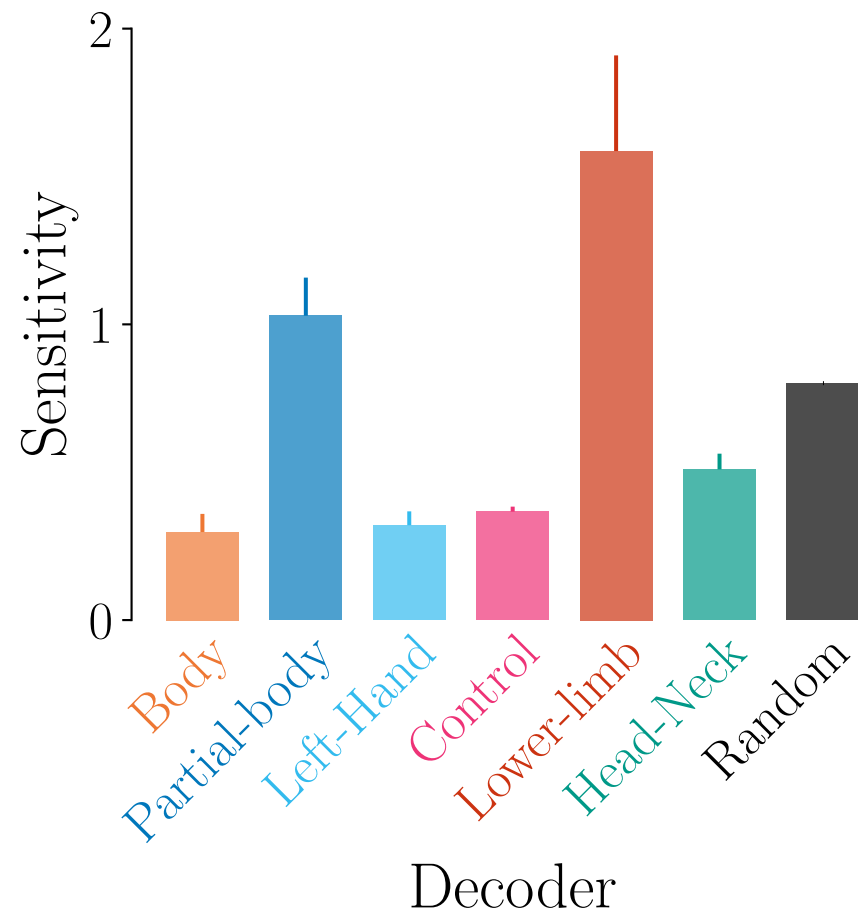 2
1
0
Sensitivity
Body
Partial-body
Left-Hand
Control
Lower-limb
Head-Neck
Random
Decoder